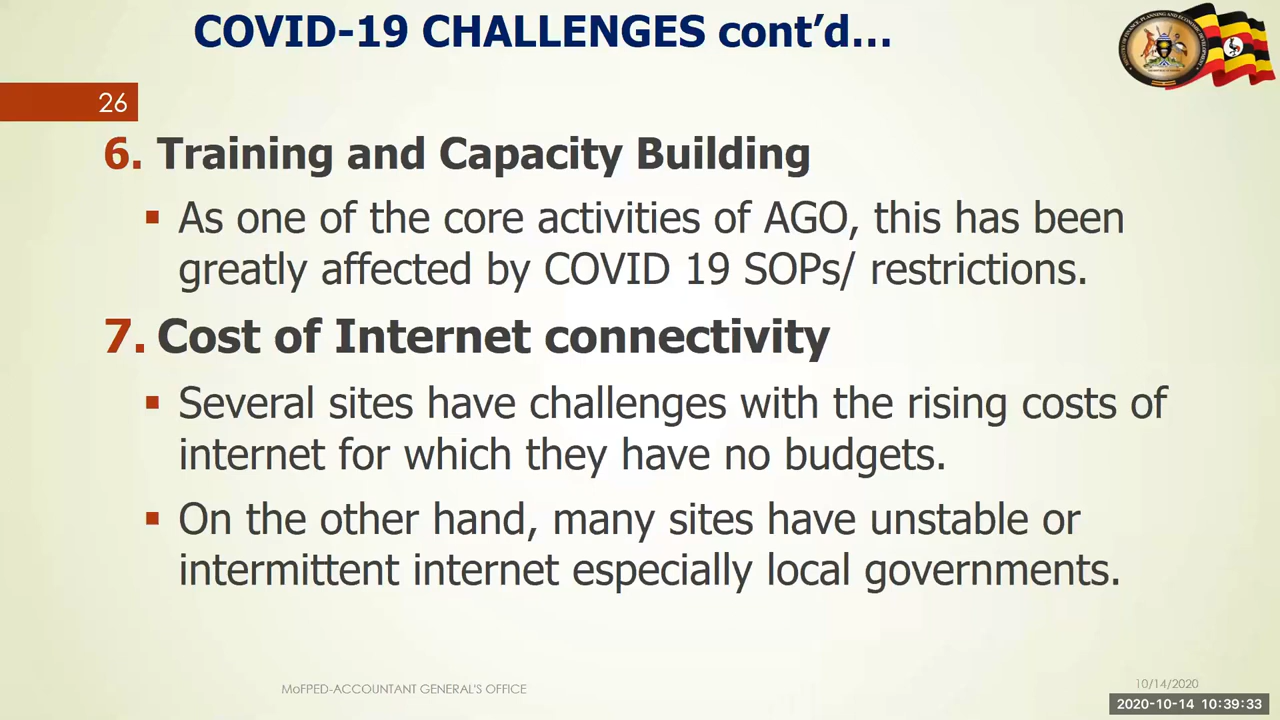 COVID-19 CHALLENGES cont’d…
26
6. Training and Capacity Building
▪ As one of the core activities of AGO, this has been
greatly affected by COVID 19 SOPs/ restrictions.
7. Cost of Internet connectivity
▪ Several sites have challenges with the rising costs of
internet for which they have no budgets.
▪ On the other hand, many sites have unstable or
intermittent internet especially local governments.
MoFPED-ACCOUNTANT GENERAL'S OFFICE
10/14/2020
2020-10-14 10:39:33